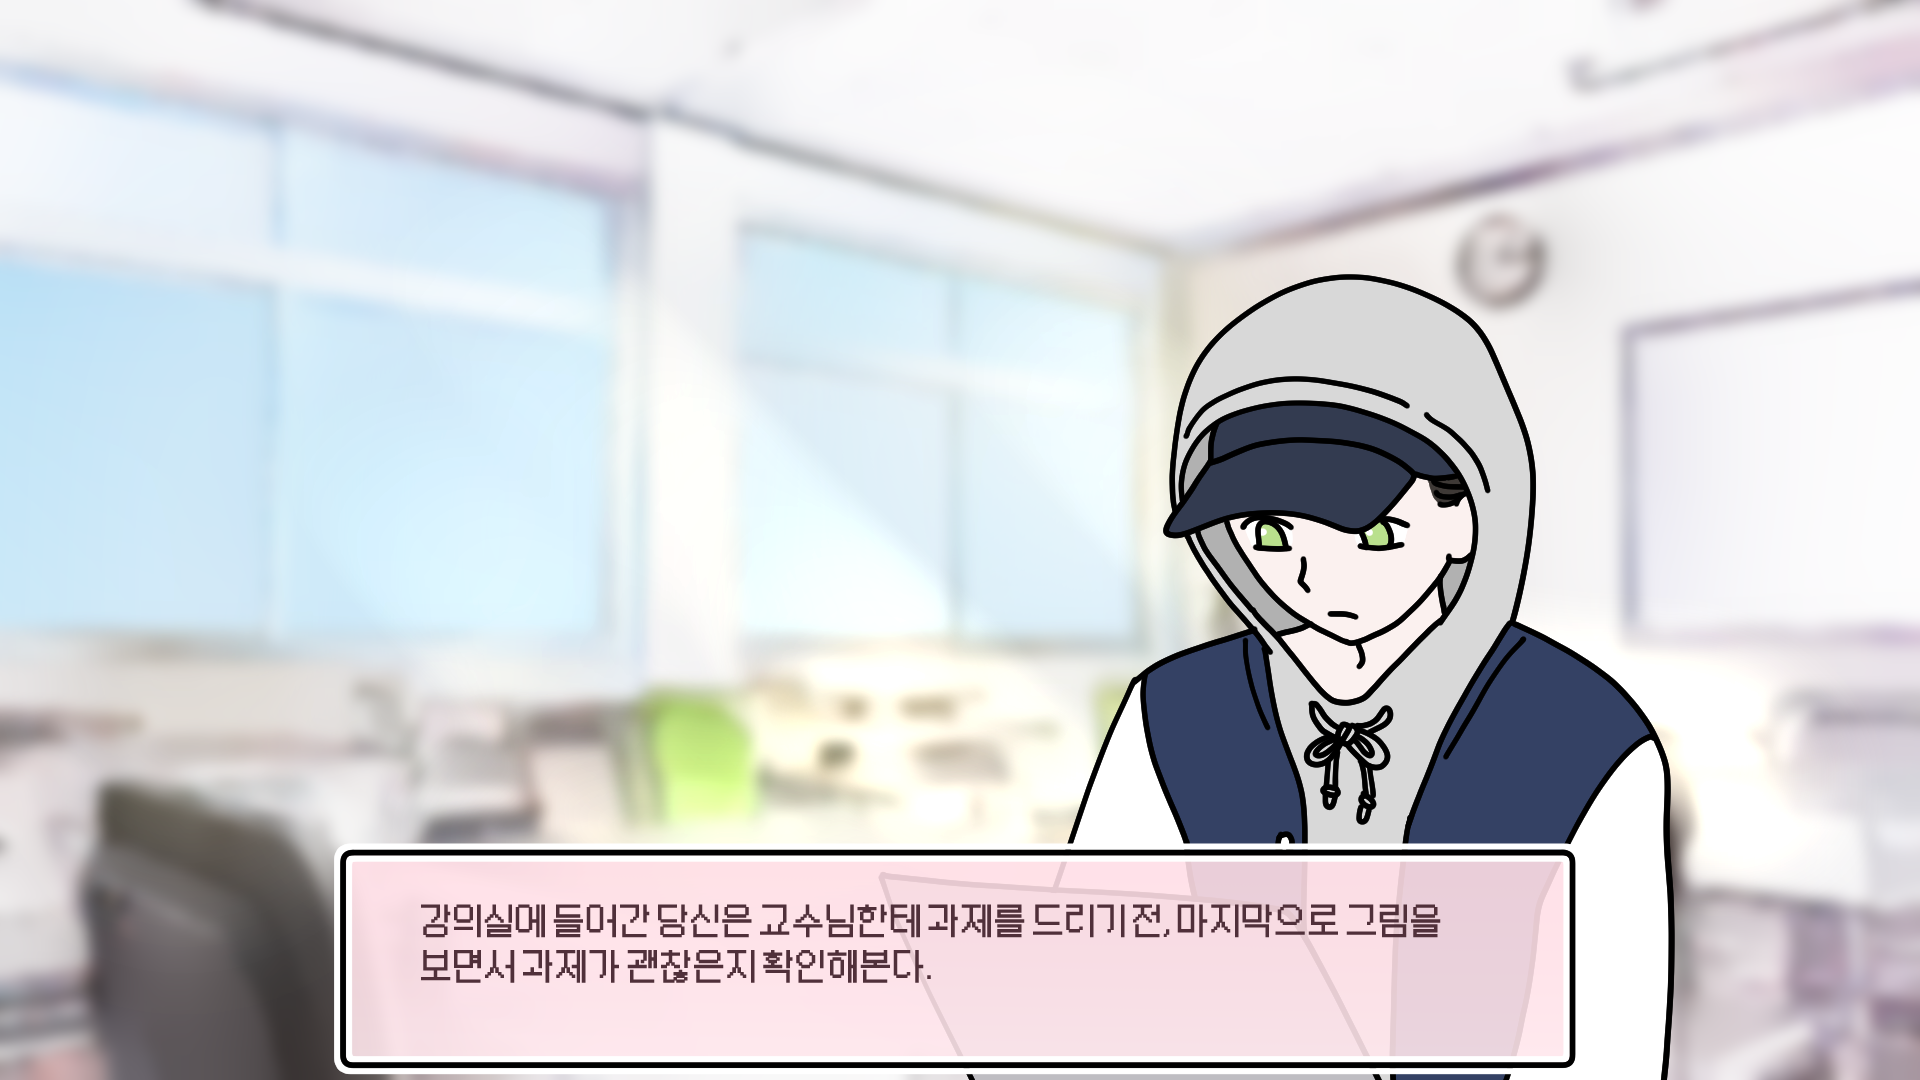 강의실에 들어간 당신은 교수님한테 과제를 드리기 전, 마지막으로 그림을
보면서 과제가 괜찮은지 확인해본다.